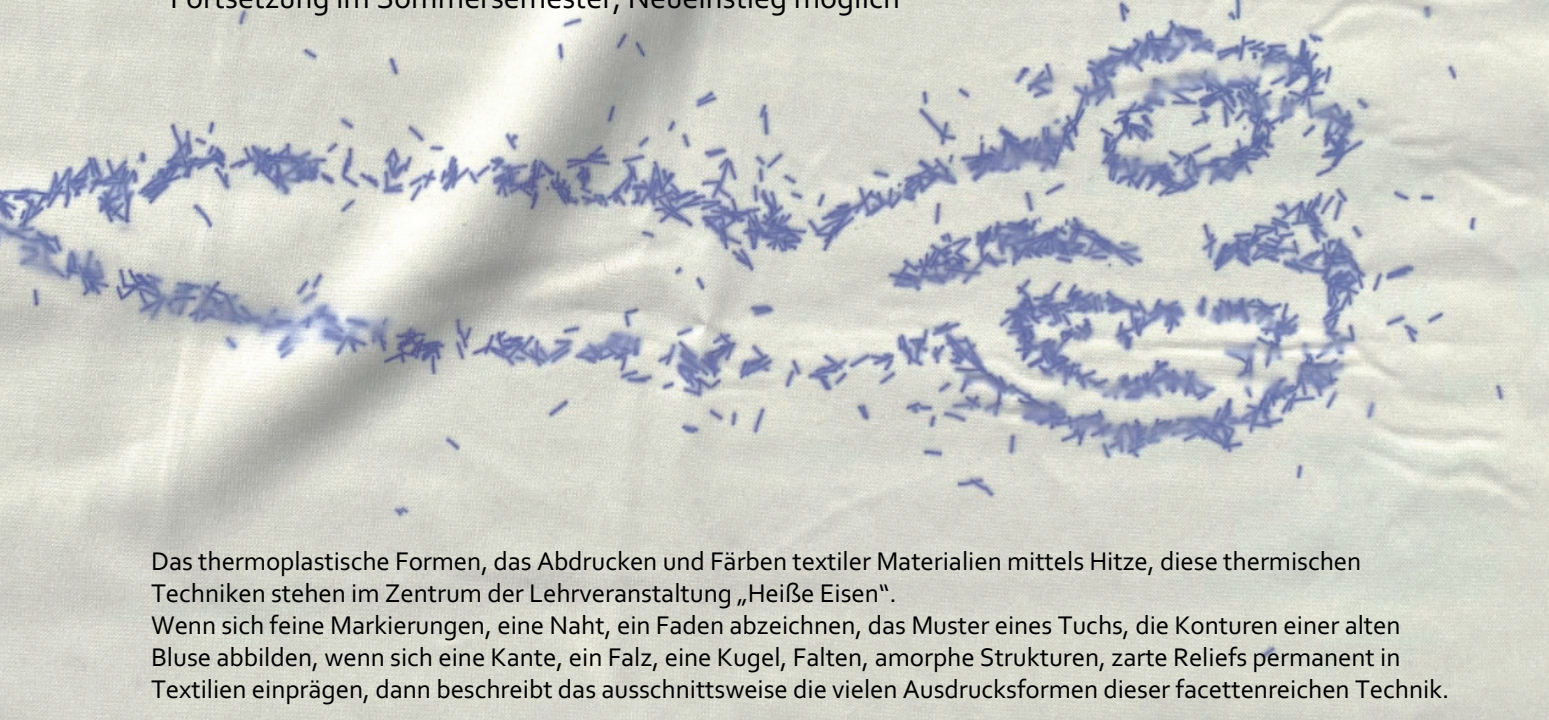 Fortsetzung im Sommersemester, Neueinstieg möglich
Das thermoplastische Formen, das Abdrucken und Färben textiler Materialien mittels Hitze, diese thermischen
Techniken stehen im Zentrum der Lehrveranstaltung „Heiße Eisen“.
Wenn sich feine Markierungen, eine Naht, ein Faden abzeichnen, das Muster eines Tuchs, die Konturen einer alten
Bluse abbilden, wenn sich eine Kante, ein Falz, eine Kugel, Falten, amorphe Strukturen, zarte Reliefs permanent in
Textilien einprägen, dann beschreibt das ausschnittsweise die vielen Ausdrucksformen dieser facettenreichen Technik.